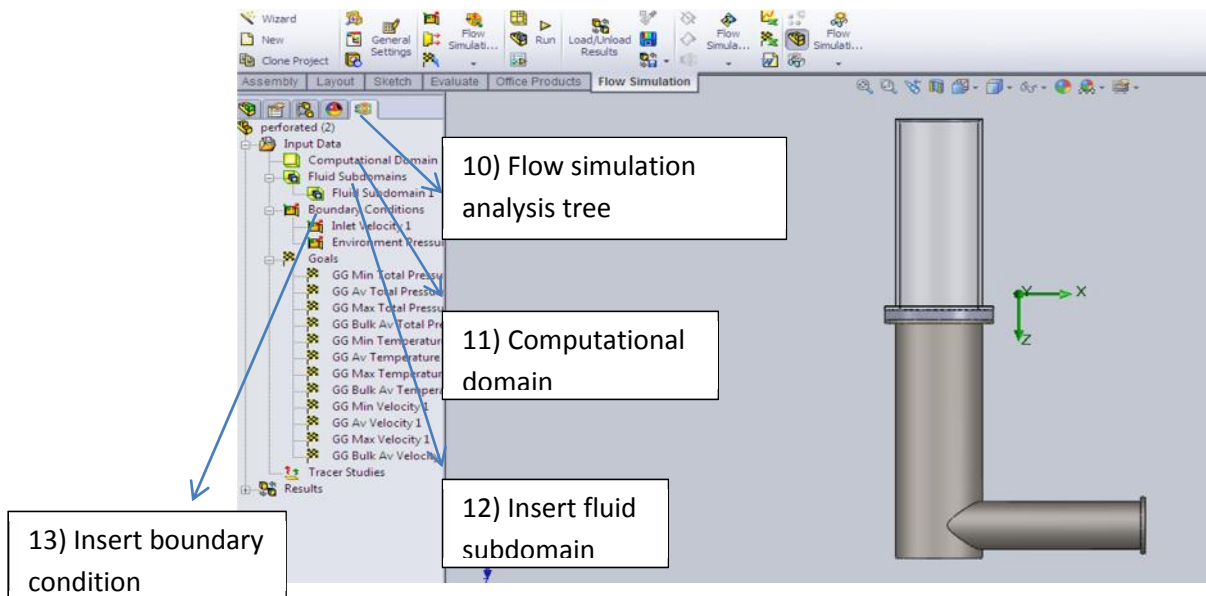 Wizard
New
Clone Project
General Settings
Flow Simulati...
Run
Load/Unload Results
Flow Simula...
Flow Simulati...
Assembly Layout Sketch Evaluate Office Products Flow Simulation
perforated (2)
Input Data
Computational Domain
Fluid Subdomains
Fluid Subdomain 1
Boundary Conditions
Inlet Velocity 1
Environment Pressur
Goals
GG Min Total Pressu
GG Av Total Pressure
GG Max Total Pressu
GG Bulk Av Total Pre
GG Min Temperature
GG Av Temperature
GG Max Temperatur
GG Bulk Av Tempera
GG Min Velocity 1
GG Av Velocity 1
GG Max Velocity 1
GG Bulk Av Velocity
Tracer Studies
Results
10) Flow simulation
analysis tree
11) Computational
domain
12) Insert fluid
subdomain
13) Insert boundary
condition
Y X
Z